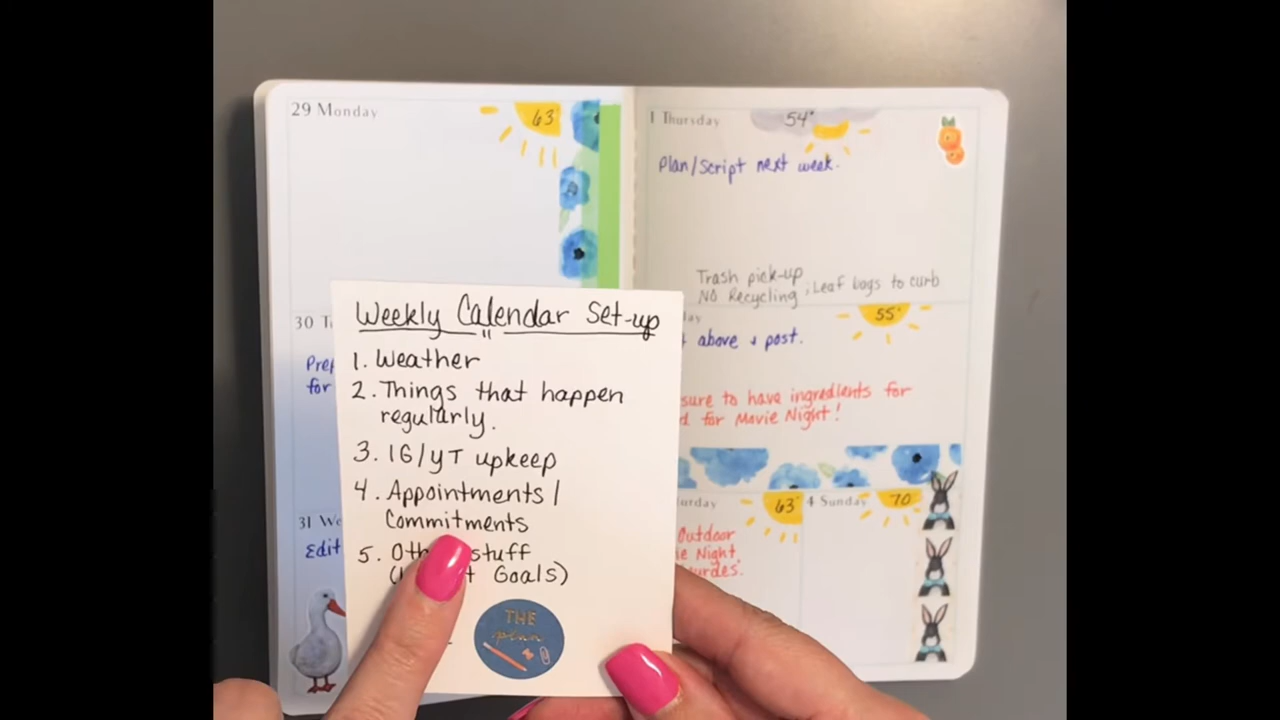 29 Monday
63
30
Prep
for
31 We
Edit
1 Thursday
54°
Plan/Script next week.
Trash pick-up
NO Recycling ; Leaf bags to curb
55°
above & post.
sure to have ingredients for
for Movie Night!
63°
Outdoor
Night,
4 Sunday
70
Weekly Calendar Set-up
1. Weather
2. Things that happen
regularly.
3. IG/YT upkeep
4. Appointments /
Commitments
5. stuff
Goals)
THE
plan